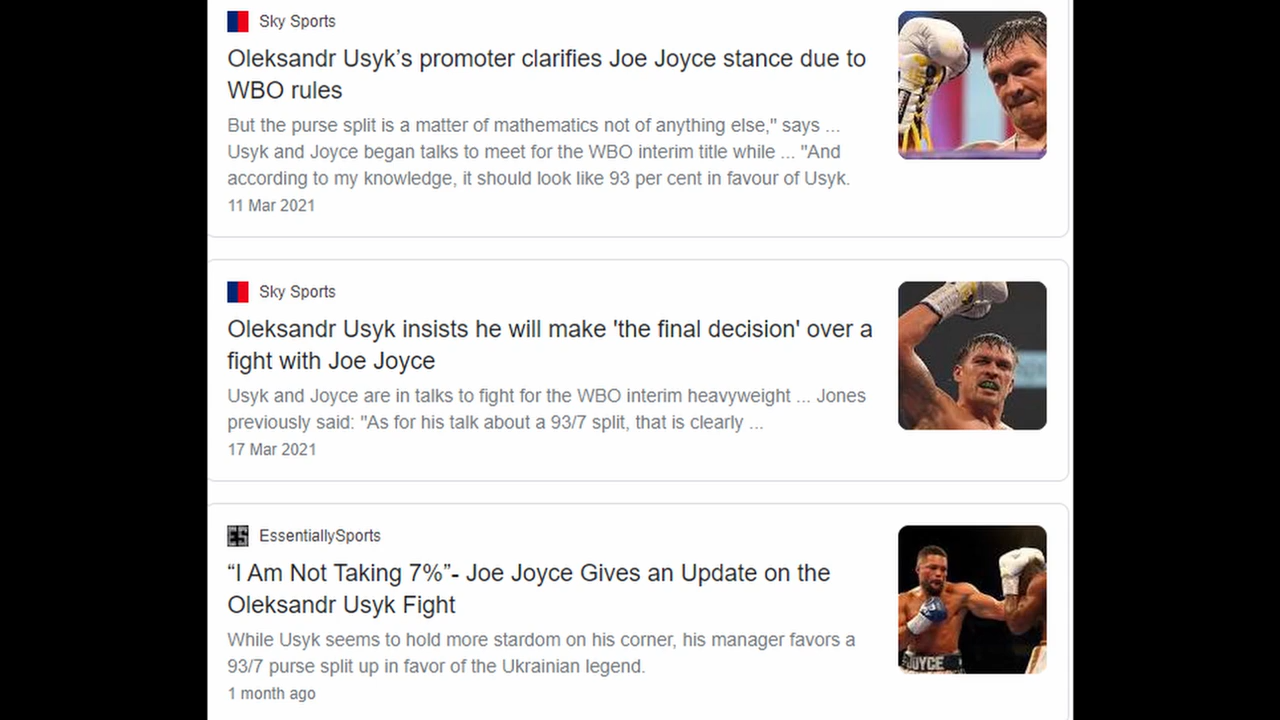 Sky Sports
Oleksandr Usyk’s promoter clarifies Joe Joyce stance due to
WBO rules
But the purse split is a matter of mathematics not of anything else," says ...
Usyk and Joyce began talks to meet for the WBO interim title while ... "And
according to my knowledge, it should look like 93 per cent in favour of Usyk.
11 Mar 2021
Sky Sports
Oleksandr Usyk insists he will make 'the final decision' over a
fight with Joe Joyce
Usyk and Joyce are in talks to fight for the WBO interim heavyweight ... Jones
previously said: "As for his talk about a 93/7 split, that is clearly ...
17 Mar 2021
ES EssentiallySports
“I Am Not Taking 7%”- Joe Joyce Gives an Update on the
Oleksandr Usyk Fight
While Usyk seems to hold more stardom on his corner, his manager favors a
93/7 purse split up in favor of the Ukrainian legend.
JOYCE
1 month ago